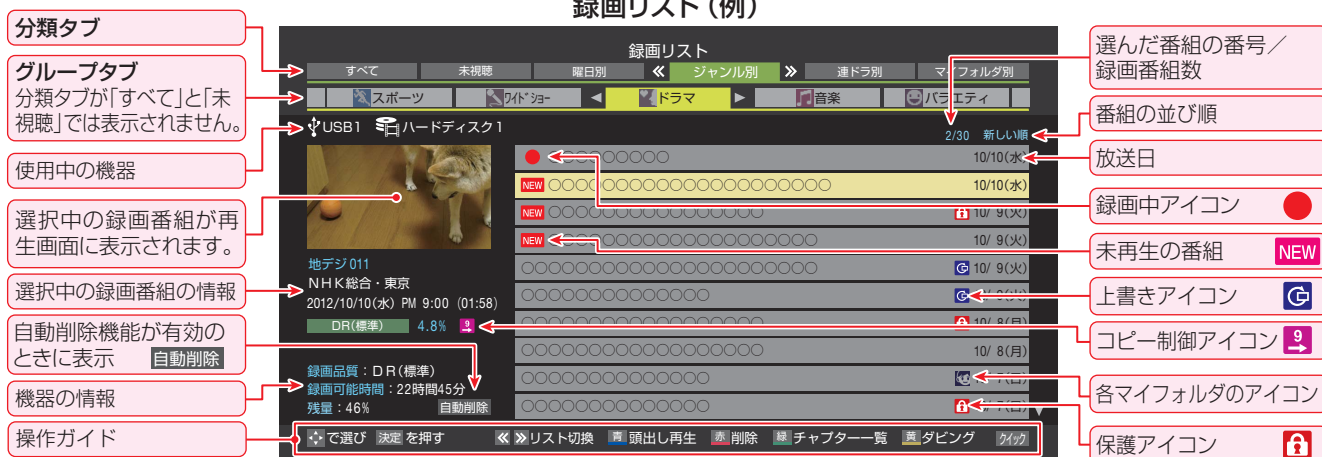 録画リスト（例）
分類タブ
グループタブ
分類タブが「すべて」と「未
視聴」では表示されません。
使用中の機器
選択中の録画番組が再
生画面に表示されます。
選択中の録画番組の情報
自動削除機能が有効の
ときに表示 自動削除
機器の情報
操作ガイド
録画リスト
すべて 未視聴 曜日別 ≪ ジャンル別 ≫ 連ドラ別 マイフォルダ別
スポーツ ワイドショー ◀ ドラマ ▶ 音楽 バラエティ
USB1 ハードディスク1
2/30 新しい順
○○○○○○○○○ 10/10(水)
NEW ○○○○○○○○○○○○○○○○○○○○○ 10/10(水)
NEW ○○○○○○○○○○○○○○○○ 10/ 9(火)
NEW ○○○○○○○○○○○○○○○○○○○○ 10/ 9(火)
○○○○○○○○○○○○○○○○○○○○○○ 10/ 9(火)
○○○○○○○○○○○○○○
○○○○○○○○○○○○○○○○○○ 10/ 8(月)
○○○○○○○○○○○○○○○○○○ 10/ 8(月)
○○○○○○○○○○○○○○
○○○○○○○○○○○○○○
地デジ011
NHK総合・東京
2012/10/10(水) PM 9:00 (01:58)
DR(標準) 4.8% 9
録画品質：DR(標準)
録画可能時間：22時間45分
残量：46% 自動削除
で選び 決定 を押す ≪ ≫リスト切換 青 頭出し再生 赤 削除 緑 チャプター一覧 黄 ダビング クイック
選んだ番組の番号／
録画番組数
番組の並び順
放送日
録画中アイコン
未再生の番組 NEW
上書きアイコン
コピー制御アイコン 9
各マイフォルダのアイコン
保護アイコン